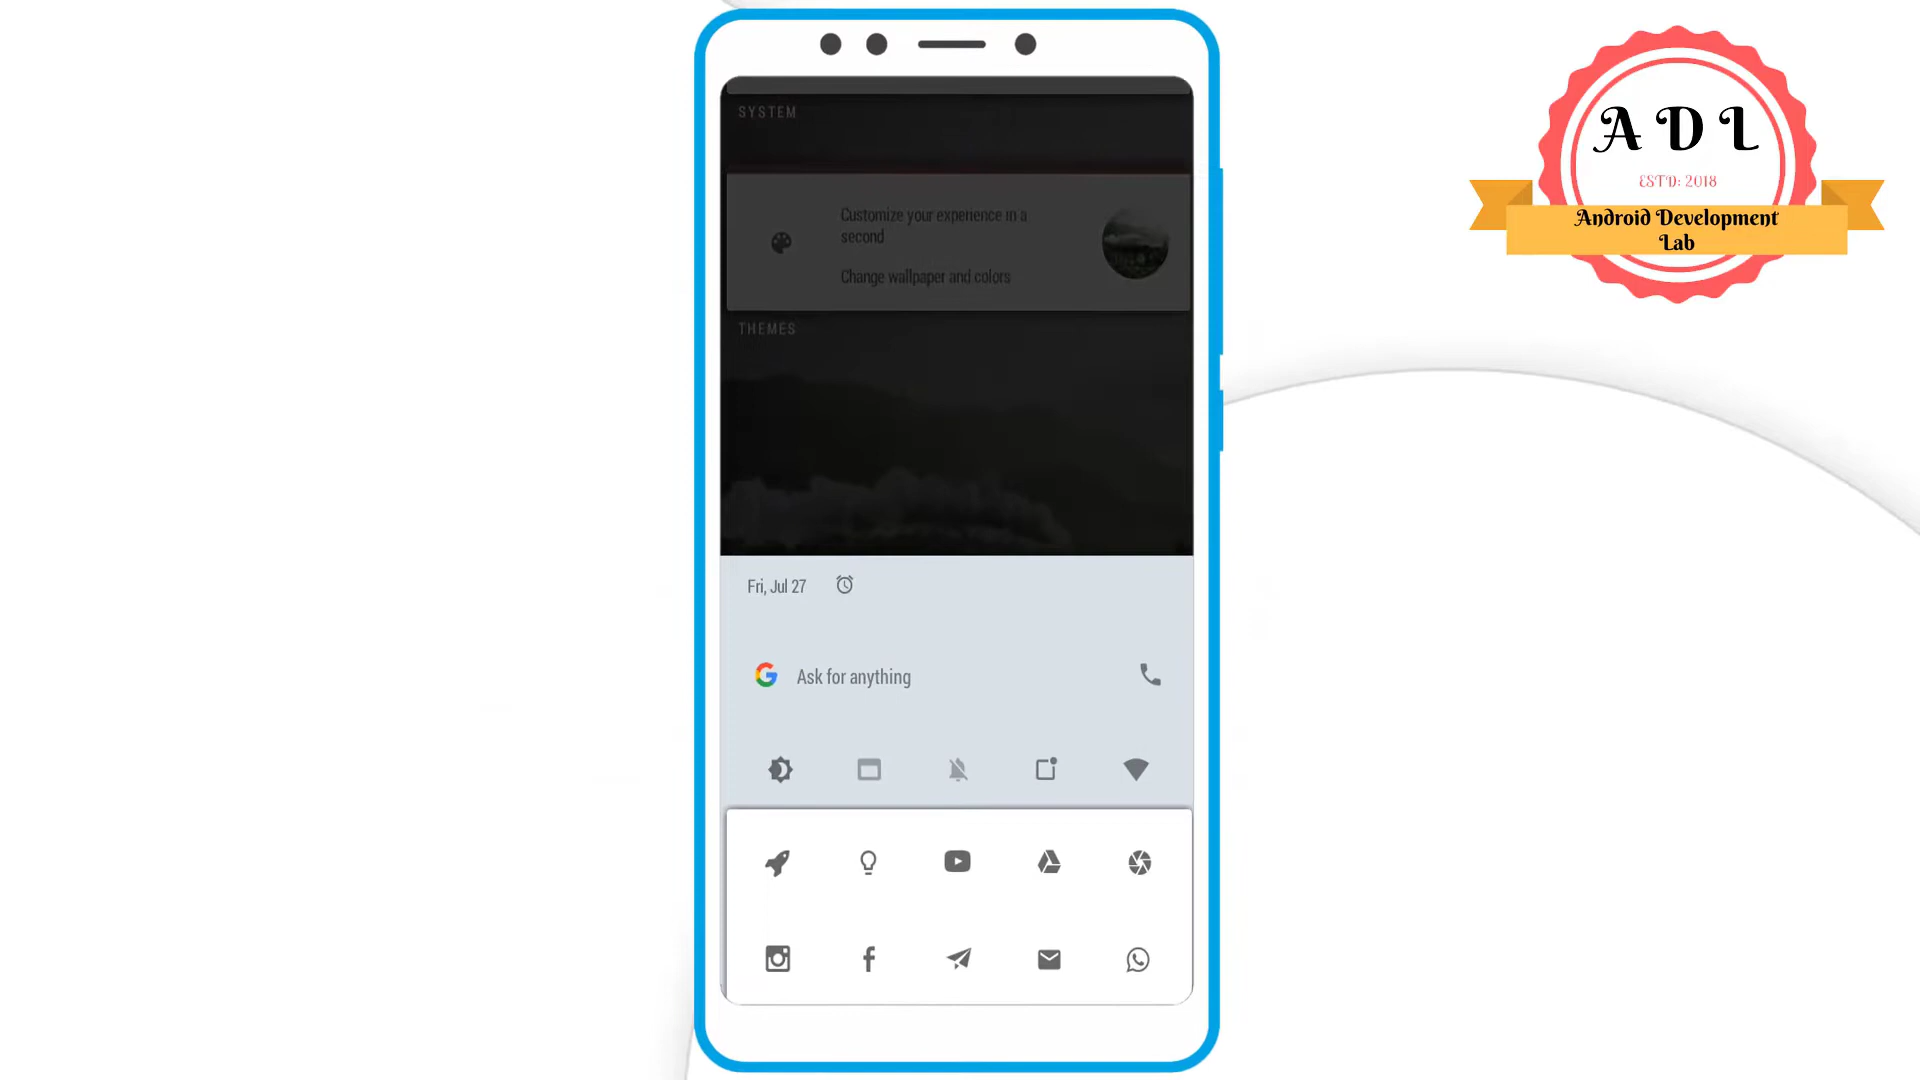 SYSTEM
Customize your experience in a
second
Change wallpaper and colors
THEMES
Fri, Jul 27
Ask for anything
A D L
ESTD: 2018
Android Development
Lab